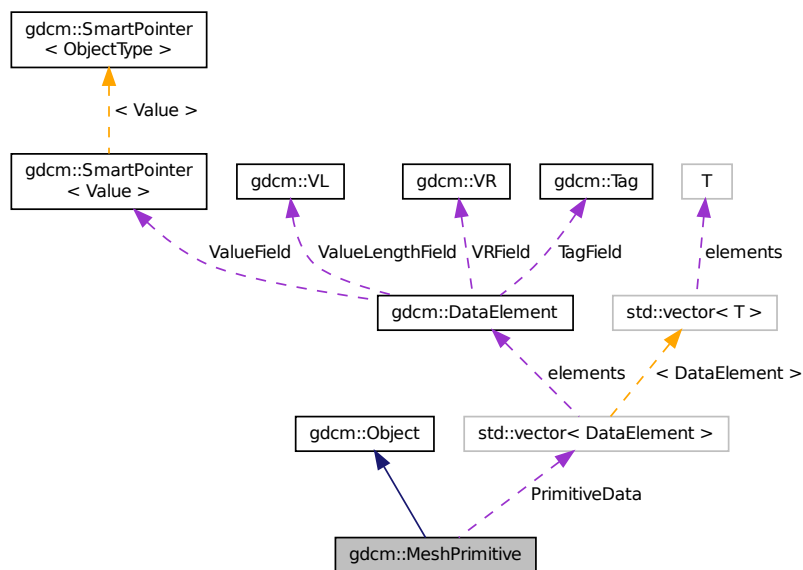 gdcm::SmartPointer
< ObjectType >
< Value >
gdcm::SmartPointer
< Value >
gdcm::VL
gdcm::VR
gdcm::Tag
T
ValueField
ValueLengthField
VRField
TagField
elements
gdcm::DataElement
std::vector< T >
elements
< DataElement >
gdcm::Object
std::vector< DataElement >
PrimitiveData
gdcm::MeshPrimitive